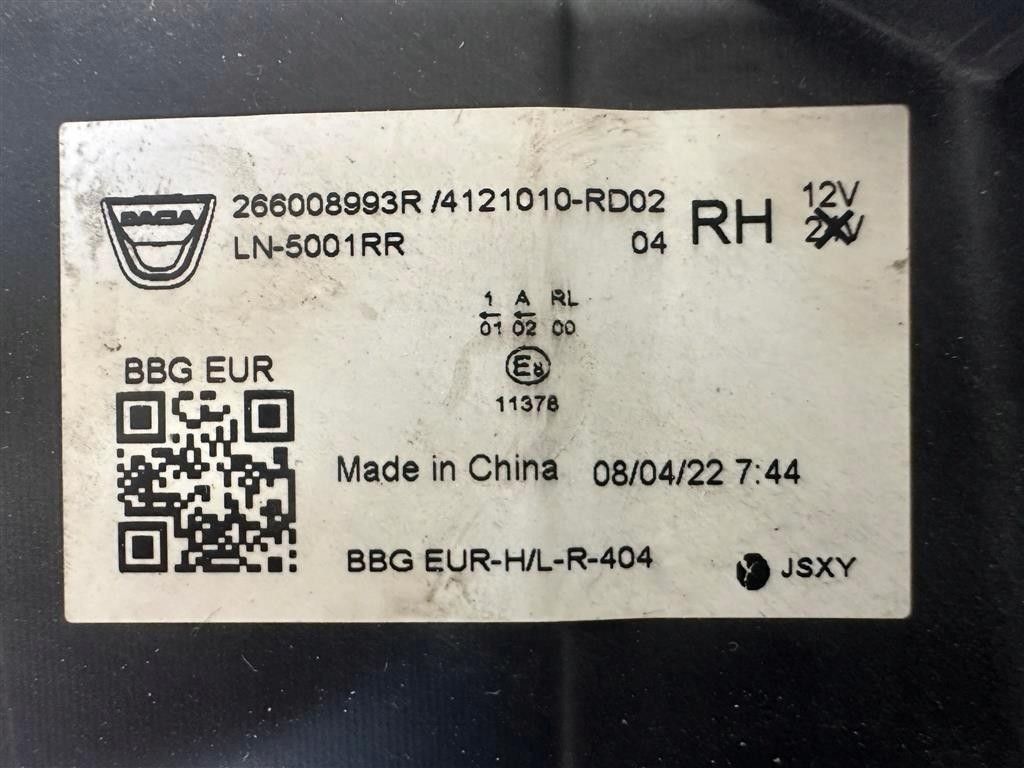 DACIA
266008993R /4121010-RD02
LN-5001RR 04
RH
12V
24V
1 A RL
← ←
01 02 00
E8
11378
BBG EUR
Made in China 08/04/22 7:44
BBG EUR-H/L-R-404
JSXY